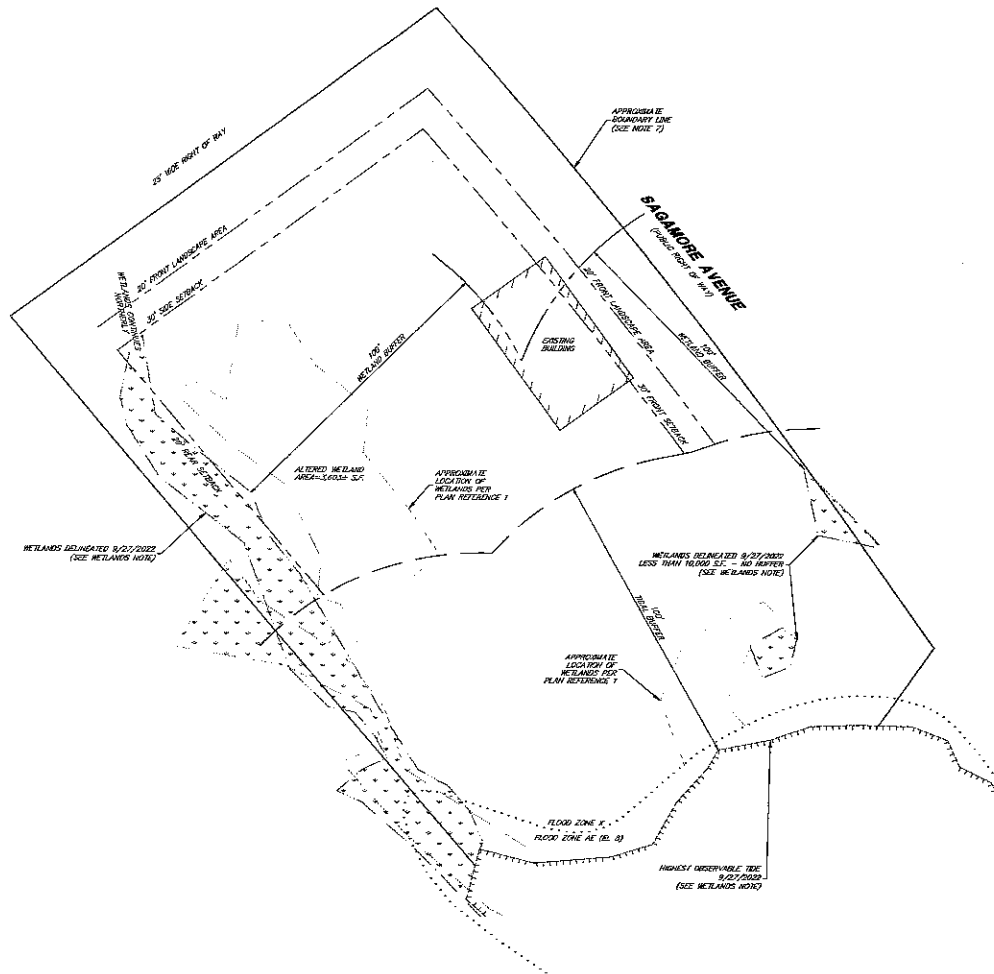 APPROXIMATE
BOUNDARY LINE
(SEE NOTE 7)
25' WIDE RIGHT OF WAY
SAGAMORE AVENUE
(PUBLIC RIGHT OF WAY)
20' FRONT LANDSCAPE AREA
30' SIDE SETBACK
WETLANDS CONTINUES
NORTHERLY
100'
WETLAND BUFFER
EXISTING
BUILDING
20' FRONT LANDSCAPE AREA
30' FRONT SETBACK
100'
WETLAND BUFFER
20' REAR SETBACK
ALTERED WETLAND
AREA=3,603± S.F.
APPROXIMATE
LOCATION OF
WETLANDS PER
PLAN REFERENCE 1
WETLANDS DELINEATED 9/27/2022
(SEE WETLANDS NOTE)
WETLANDS DELINEATED 9/27/2022
LESS THAN 10,000 S.F. - NO BUFFER
(SEE WETLANDS NOTE)
100'
TIDAL BUFFER
APPROXIMATE
LOCATION OF
WETLANDS PER
PLAN REFERENCE 1
FLOOD ZONE X
FLOOD ZONE AE (EL 8)
HIGHEST OBSERVABLE TIDE
9/27/2022
(SEE WETLANDS NOTE)